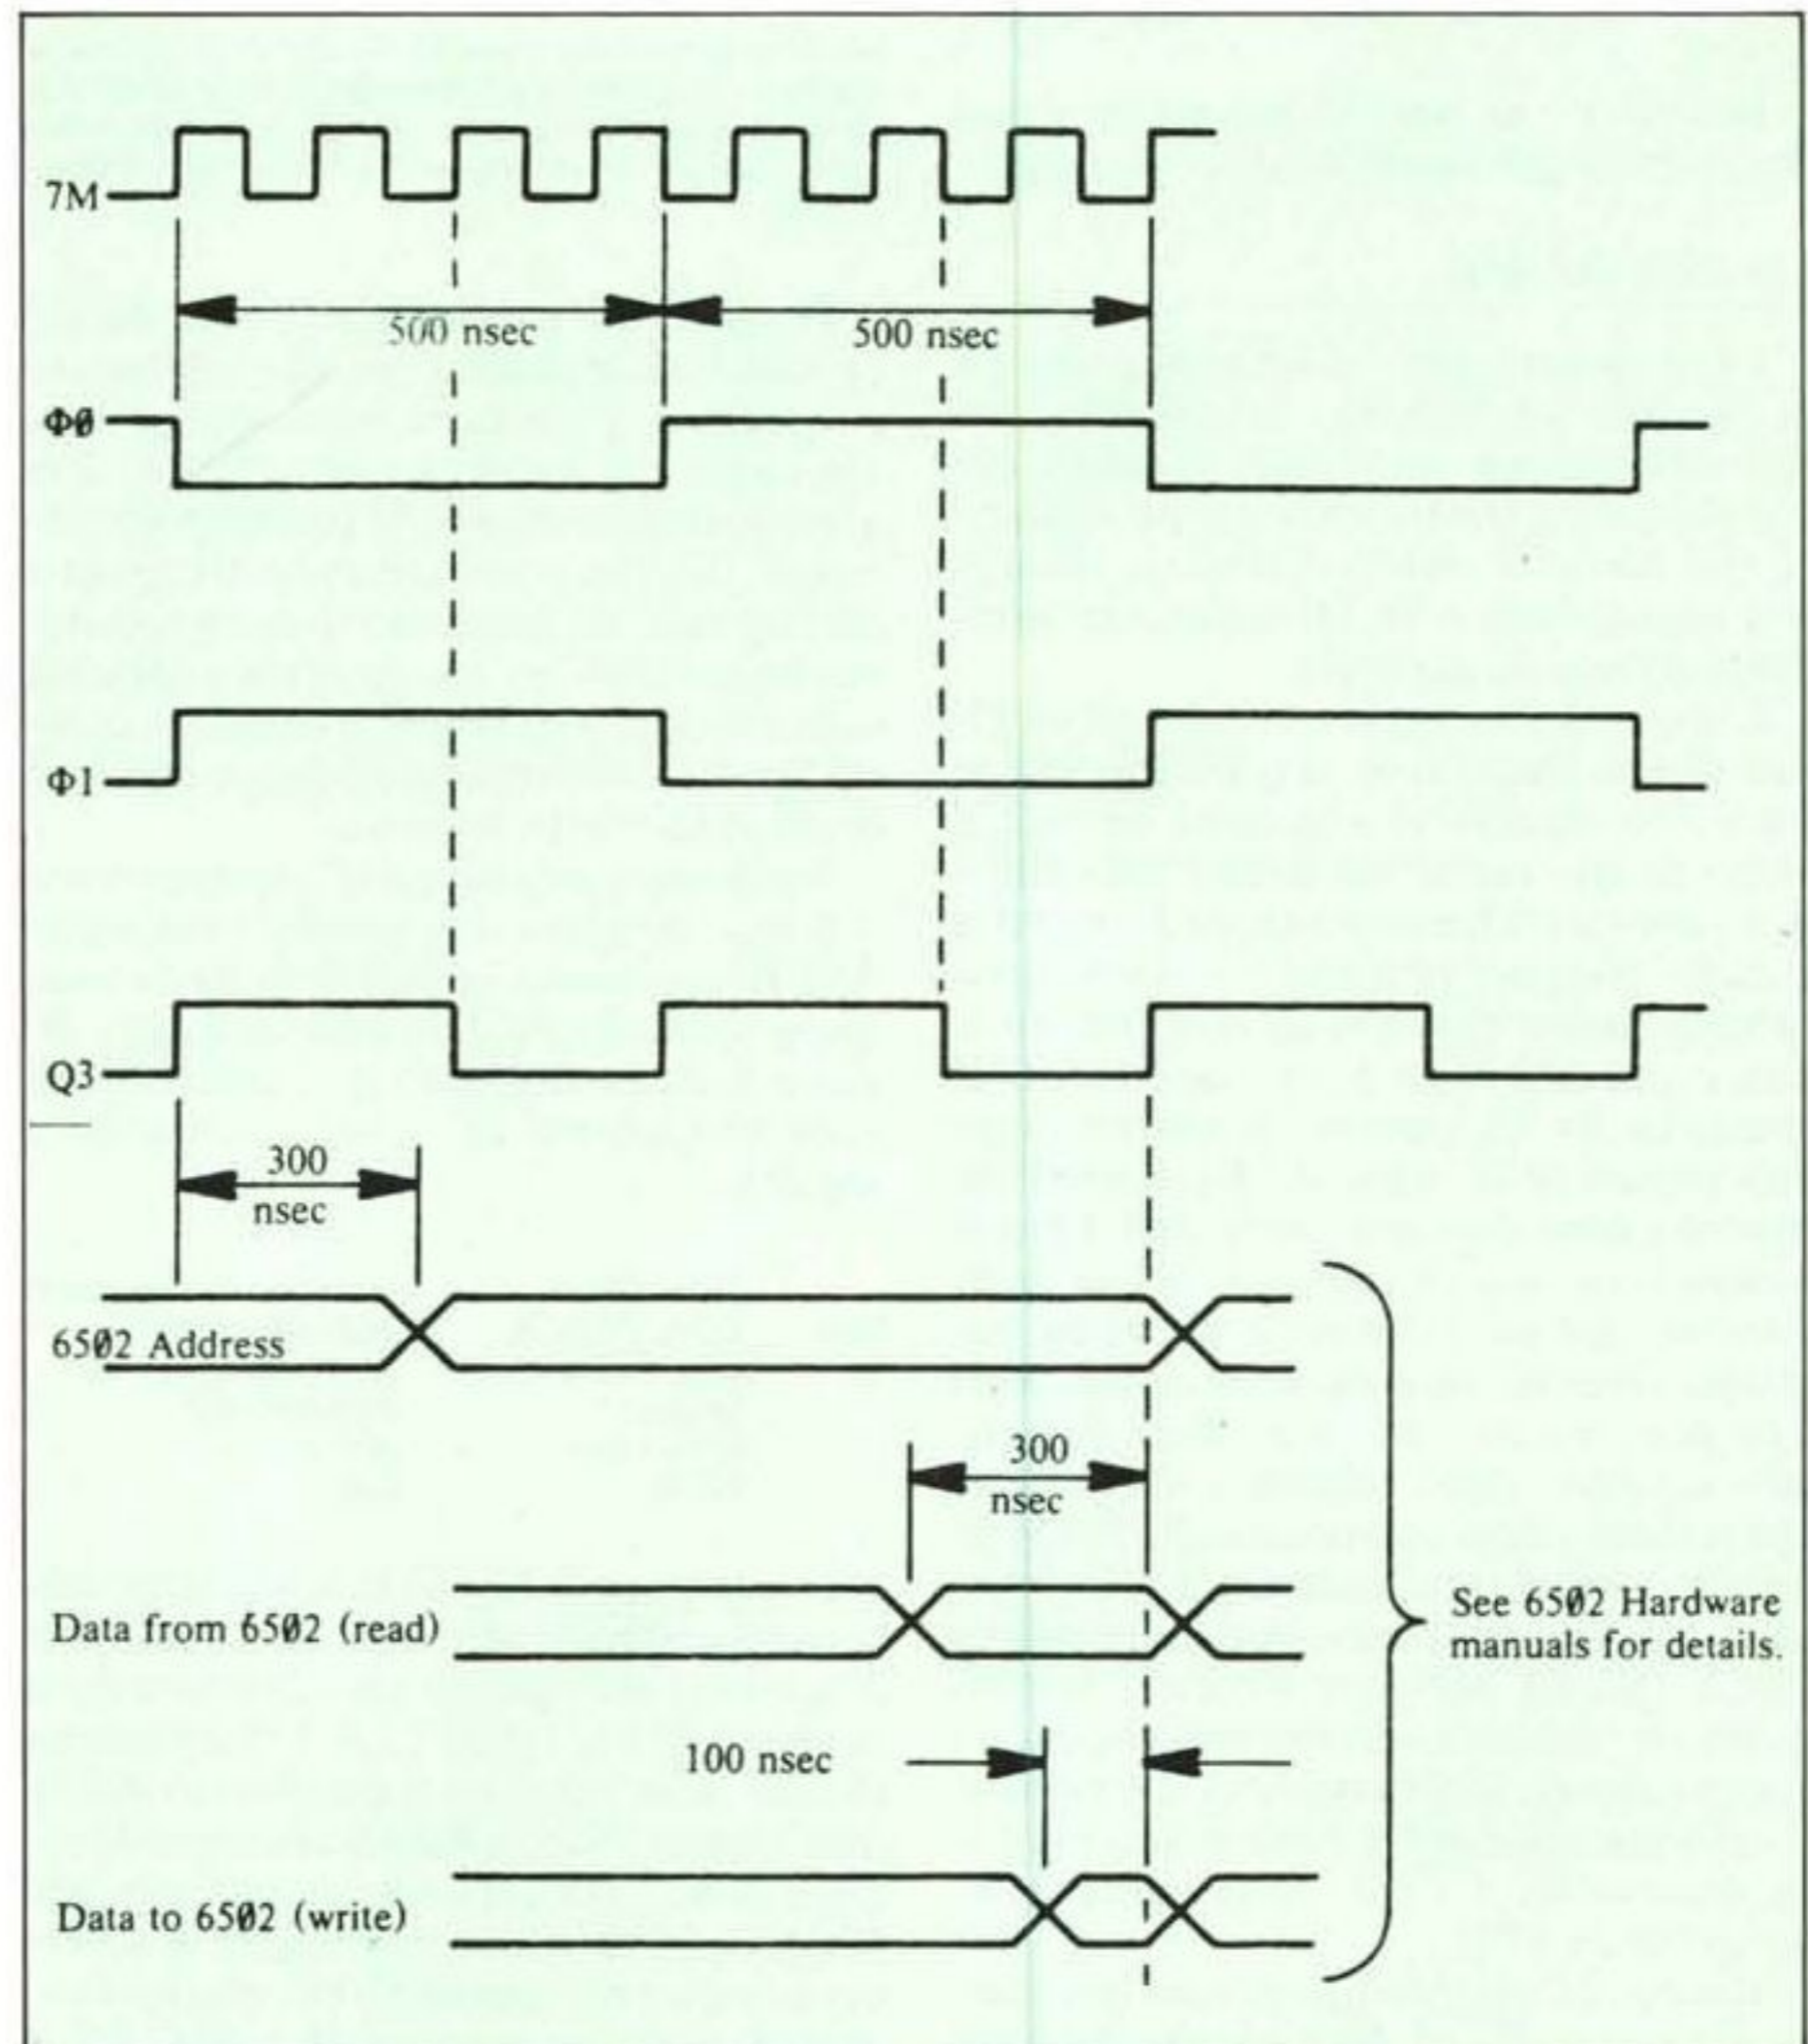 7M
500 nsec
500 nsec
Φ0
Φ1
Q3
300
nsec
6502 Address
300
nsec
Data from 6502 (read)
See 6502 Hardware
manuals for details.
100 nsec
Data to 6502 (write)